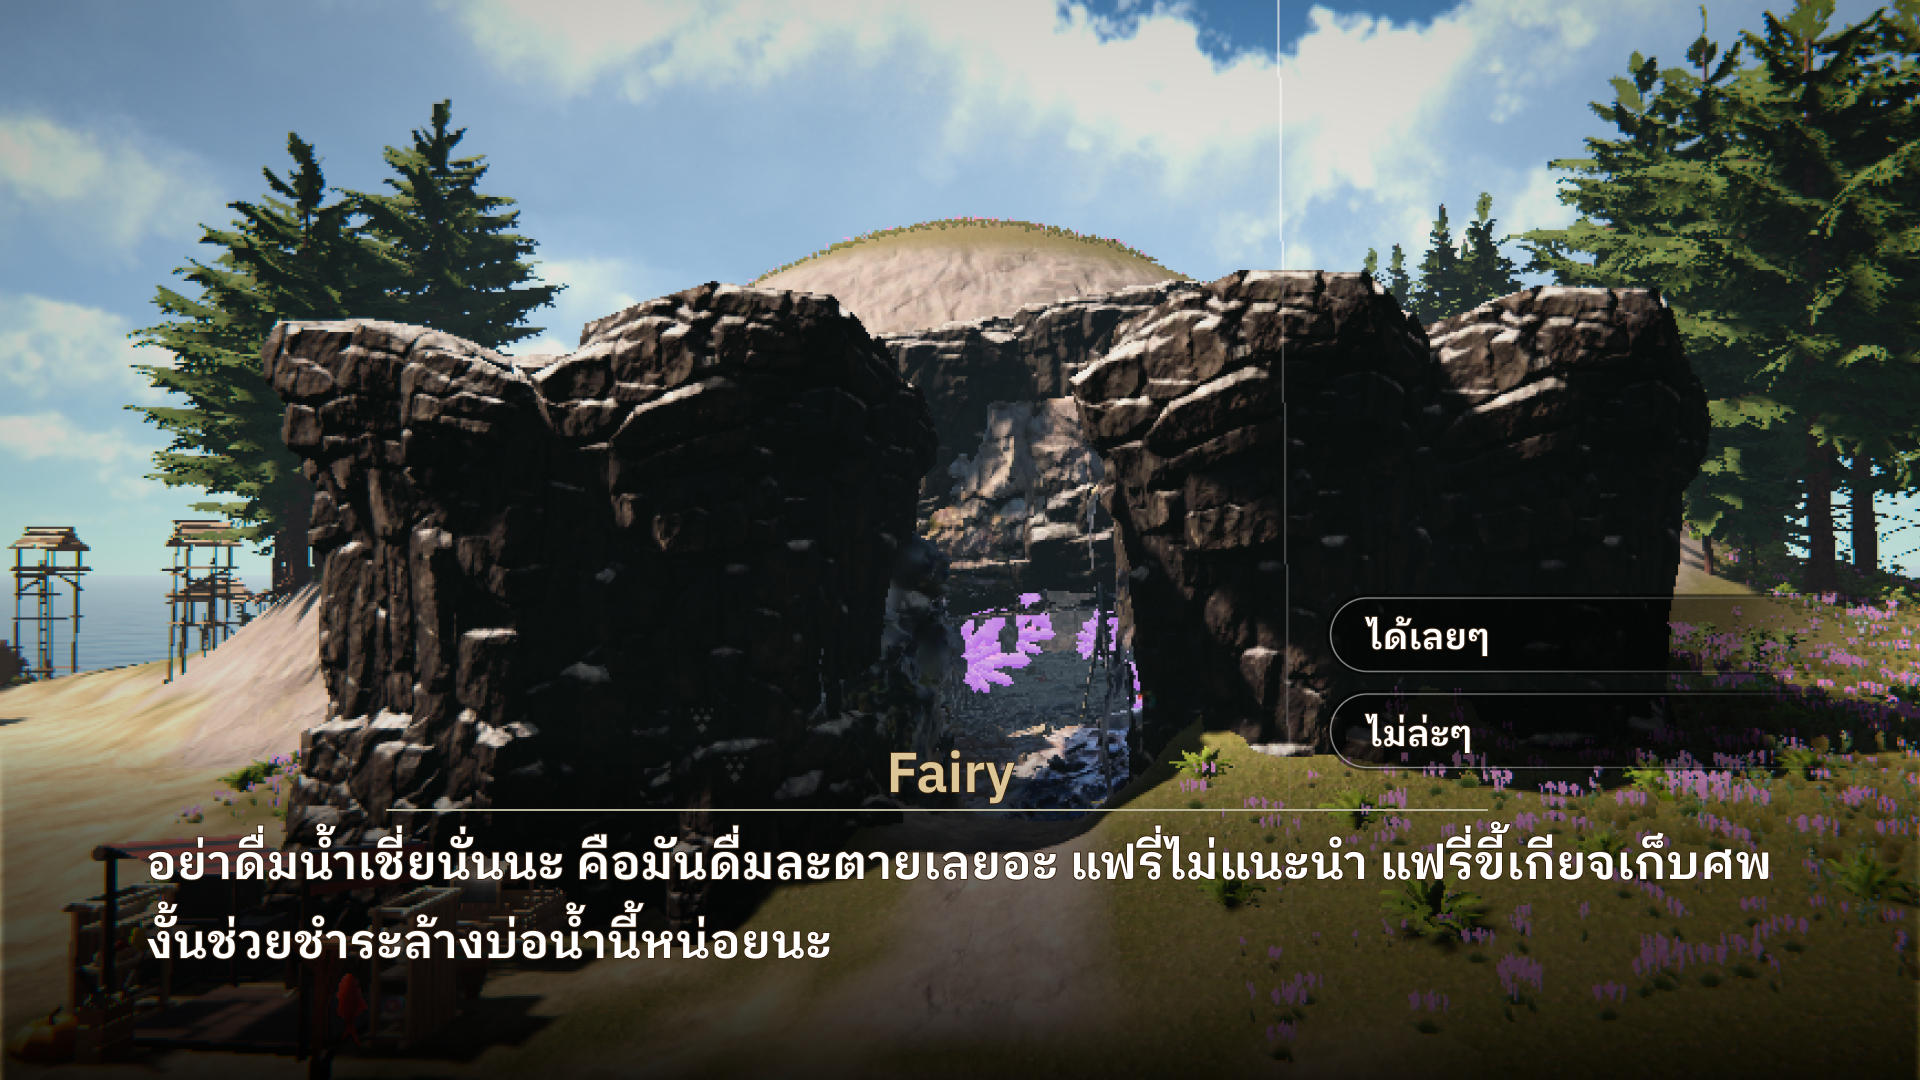 ได้เลยๆ
ไม่ล่ะๆ
Fairy
อย่าดื่มน้ำเชี่ยนั่นนะ คือมันดื่มละตายเลยอะ แฟรี่ไม่แนะนำ แฟรี่ขี้เกียจเก็บศพ
งั้นช่วยชำระล้างบ่อน้ำนี้หน่อยนะ